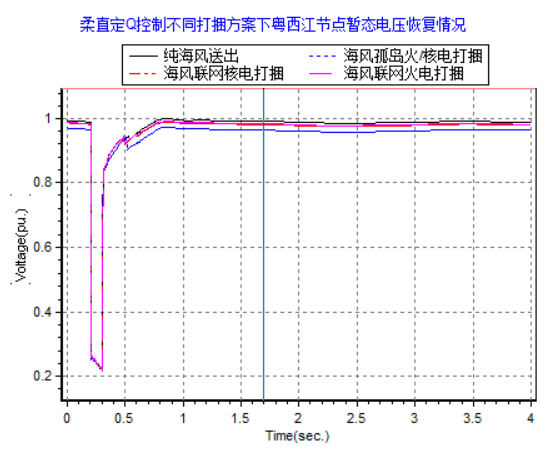 柔直定Q控制不同打捆方案下粤西江节点暂态电压恢复情况
纯海风送出 海风孤岛火/核电打捆
海风联网核电打捆 海风联网火电打捆
1
0.8
0.6
0.4
0.2
Voltage(pu.)
0 0.5 1 1.5 2 2.5 3 3.5 4
Time(sec.)